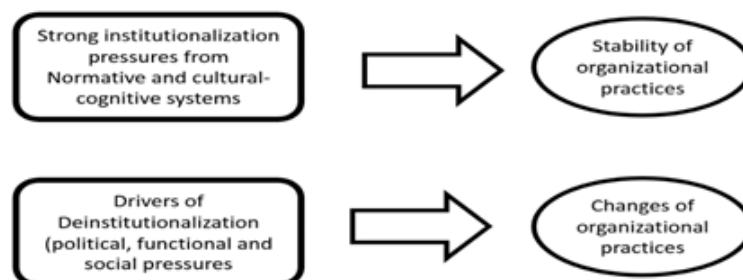 Strong institutionalization
pressures from
Normative and cultural-
cognitive systems
Stability of
organizational
practices
Drivers of
Deinstitutionalization
(political, functional and
social pressures
Changes of
organizational
practices